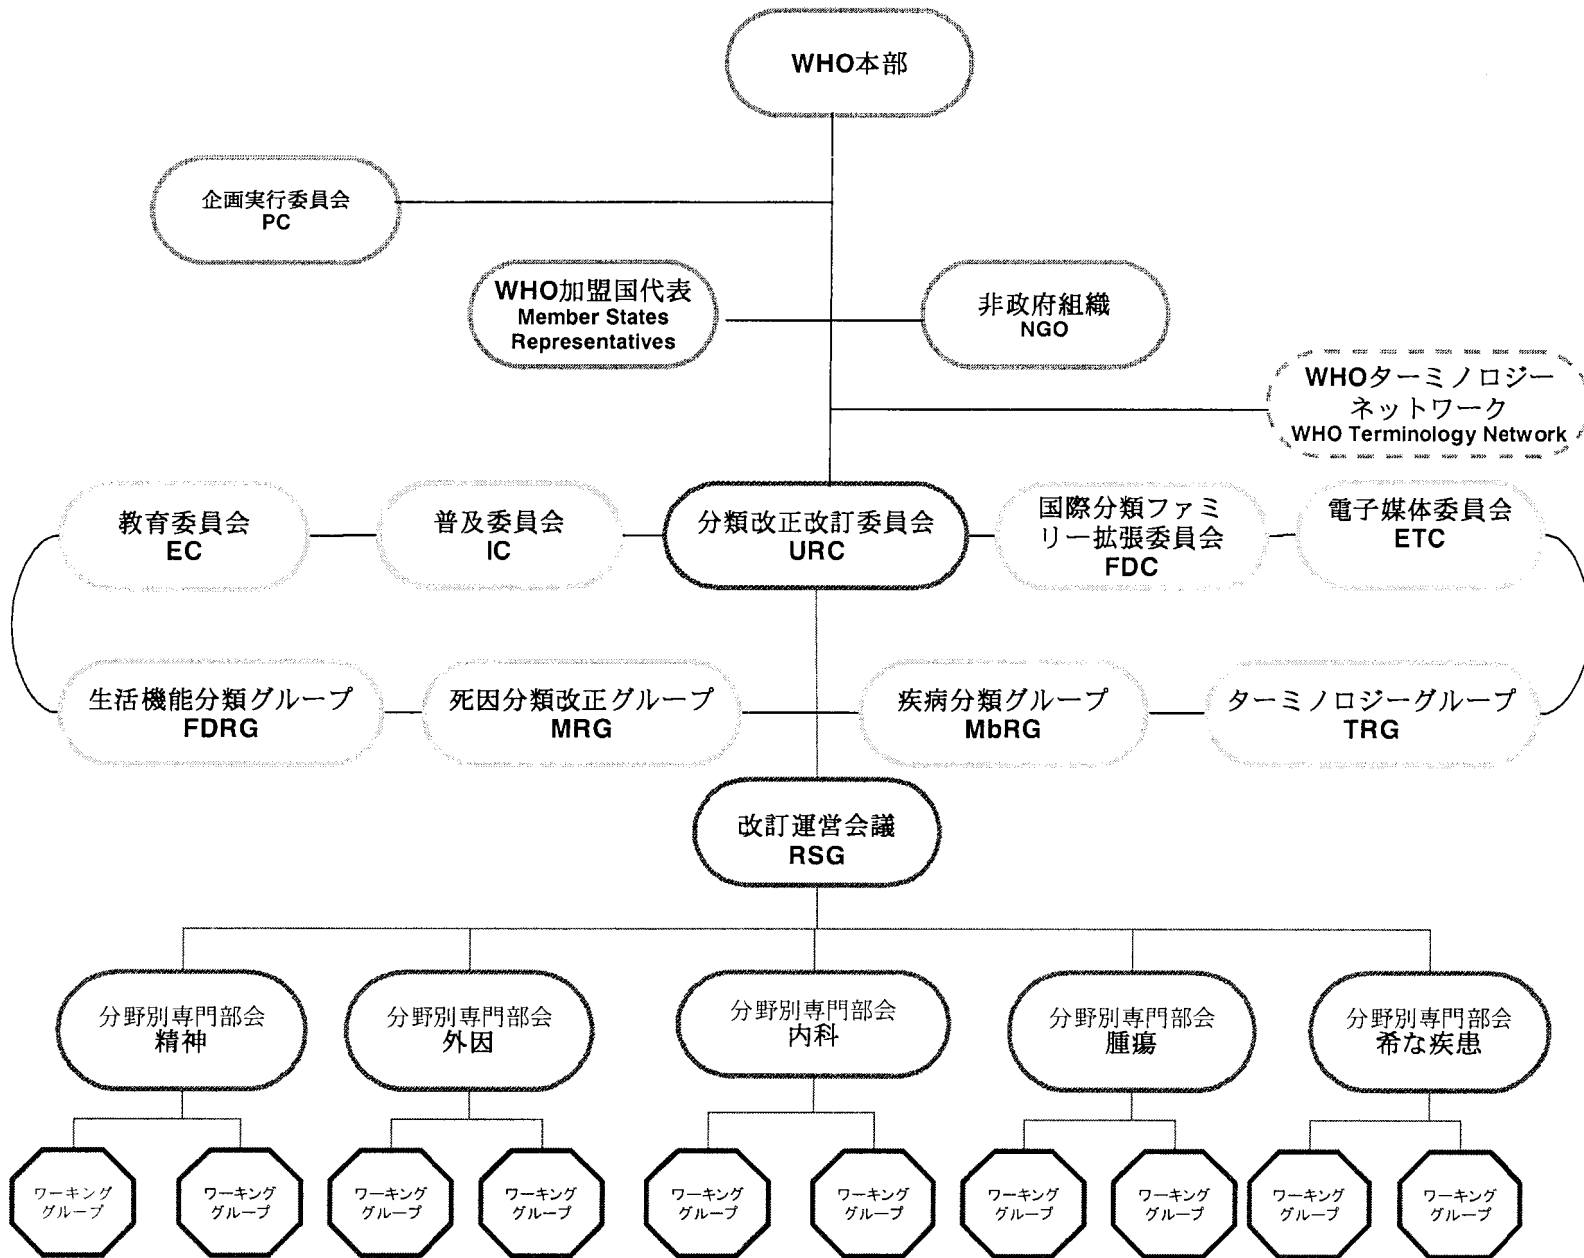 WHO本部
企画実行委員会
PC
WHO加盟国代表
Member States
Representatives
非政府組織
NGO
WHOターミノロジー
ネットワーク
WHO Terminology Network
教育委員会
EC
普及委員会
IC
分類改正改訂委員会
URC
国際分類ファミ
リー拡張委員会
FDC
電子媒体委員会
ETC
生活機能分類グループ
FDRG
死因分類改正グループ
MRG
疾病分類グループ
MbRG
ターミノロジーグループ
TRG
改訂運営会議
RSG
分野別専門部会
精神
分野別専門部会
外因
分野別専門部会
内科
分野別専門部会
腫瘍
分野別専門部会
希な疾患
ワーキング
グループ
ワーキング
グループ
ワーキング
グループ
ワーキング
グループ
ワーキング
グループ
ワーキング
グループ
ワーキング
グループ
ワーキング
グループ
ワーキング
グループ
ワーキング
グループ